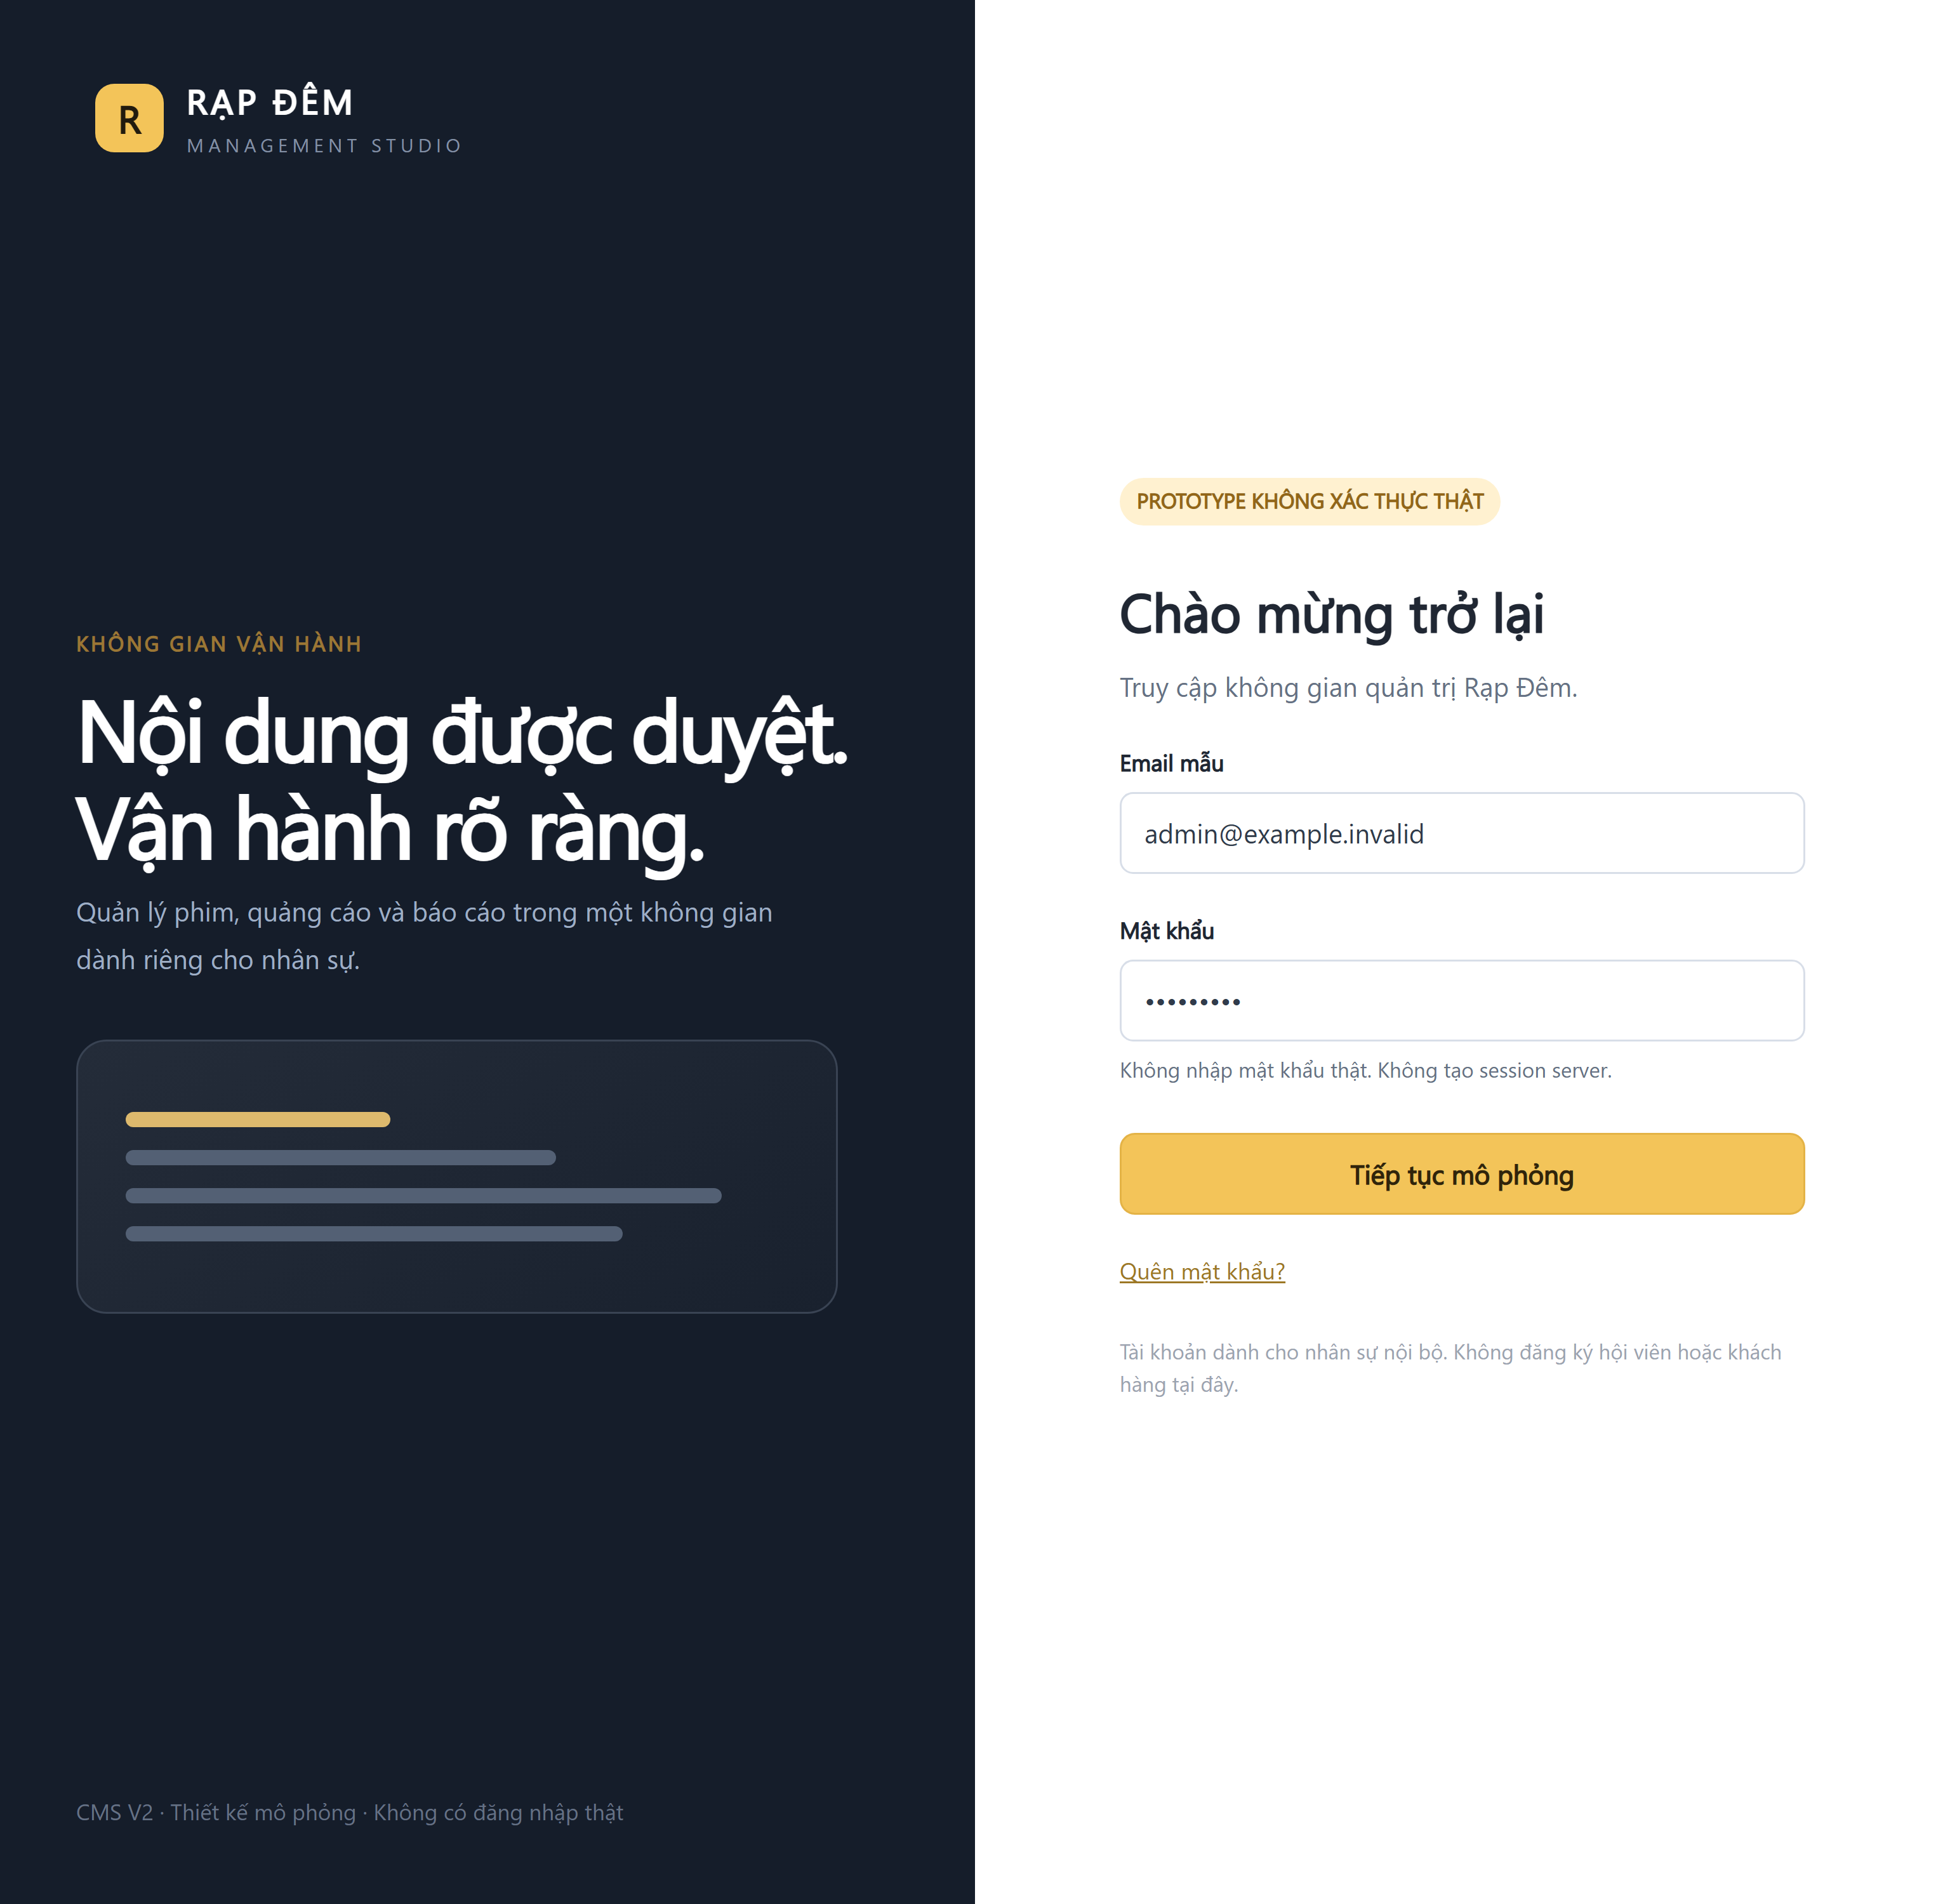 R
RẠP ĐÊM
MANAGEMENT STUDIO
KHÔNG GIAN VẬN HÀNH
Nội dung được duyệt.
Vận hành rõ ràng.
Quản lý phim, quảng cáo và báo cáo trong một không gian
dành riêng cho nhân sự.
CMS V2 · Thiết kế mô phỏng · Không có đăng nhập thật
PROTOTYPE KHÔNG XÁC THỰC THẬT
Chào mừng trở lại
Truy cập không gian quản trị Rạp Đêm.
Email mẫu
admin@example.invalid
Mật khẩu
•••••••••
Không nhập mật khẩu thật. Không tạo session server.
Tiếp tục mô phỏng
Quên mật khẩu?
Tài khoản dành cho nhân sự nội bộ. Không đăng ký hội viên hoặc khách
hàng tại đây.